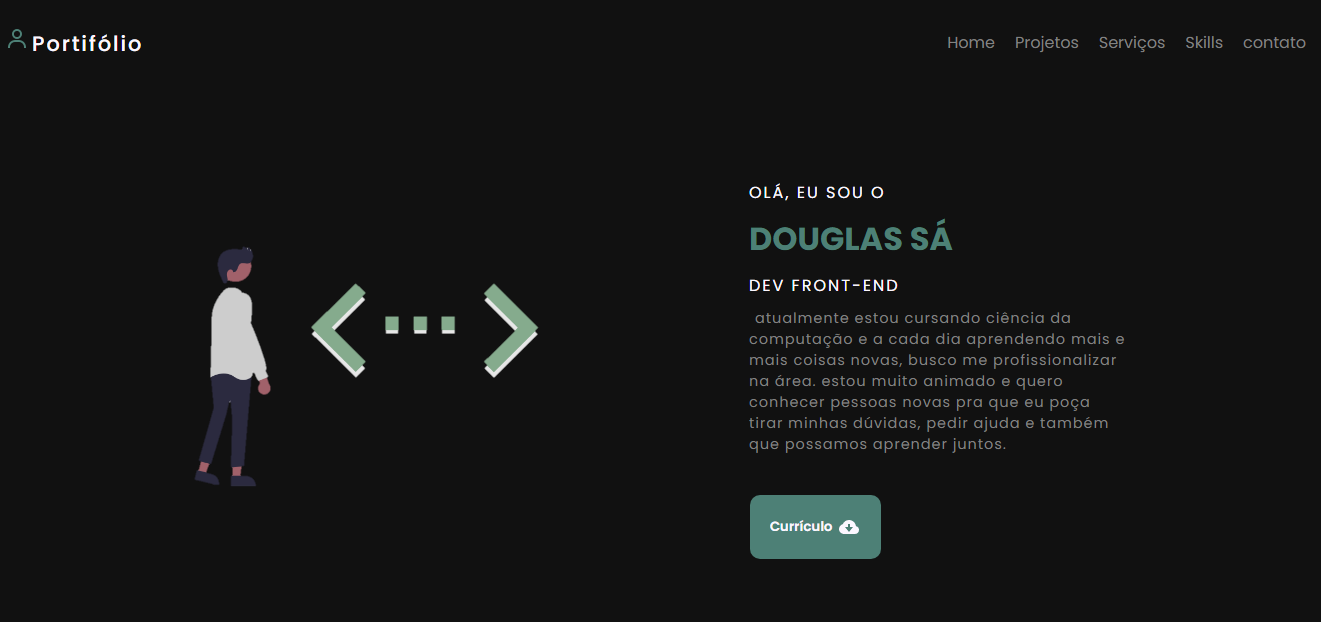 Portifólio
Home Projetos Serviços Skills contato
OLÁ, EU SOU O
DOUGLAS SÁ
DEV FRONT-END
atualmente estou cursando ciência da
computação e a cada dia aprendendo mais e
mais coisas novas, busco me profissionalizar
na área. estou muito animado e quero
conhecer pessoas novas pra que eu poça
tirar minhas dúvidas, pedir ajuda e também
que possamos aprender juntos.
Currículo